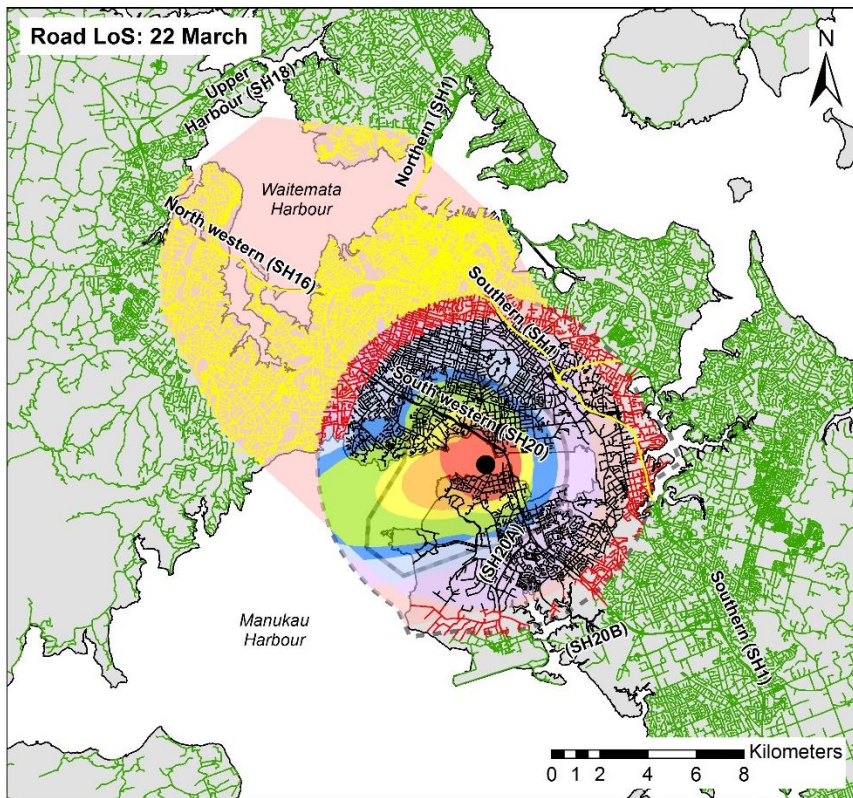 Road LoS: 22 March
N
Upper
Harbour (SH18)
Northern (SH1)
Waitemata
Harbour
North western (SH16)
Southern (SH1)
South western (SH20)
(SH20A)
Manukau
Harbour
(SH20B)
Southern (SH1)
Kilometers
0 1 2 4 6 8